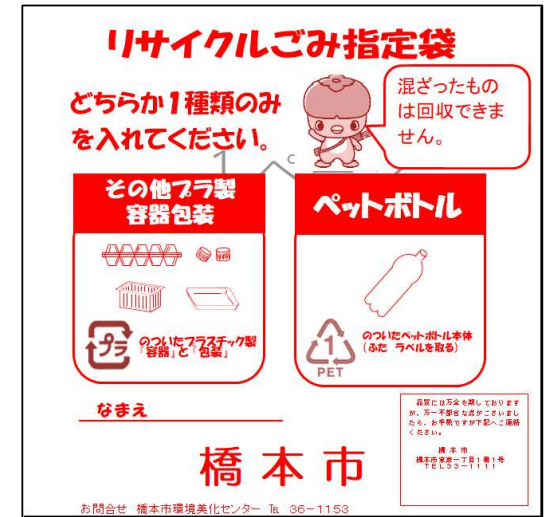 リサイクルごみ指定袋
どちらか1種類のみ
を入れてください。
混ざったもの
は回収できま
せん。
その他プラ製
容器包装
プラ
のついたプラスチック製
「容器」と「包装」
ペットボトル
1
PET
のついたペットボトル本体
(ふた ラベルを取る)
なまえ
橋本市
お問合せ 橋本市環境美化センター ℡ 36-1153
品質には万全を期しております
が、万一不都合な点がございまし
たら、お手数ですが下記へご連絡
ください。
橋本市
橋本市東家一丁目1番1号
TEL33-1111